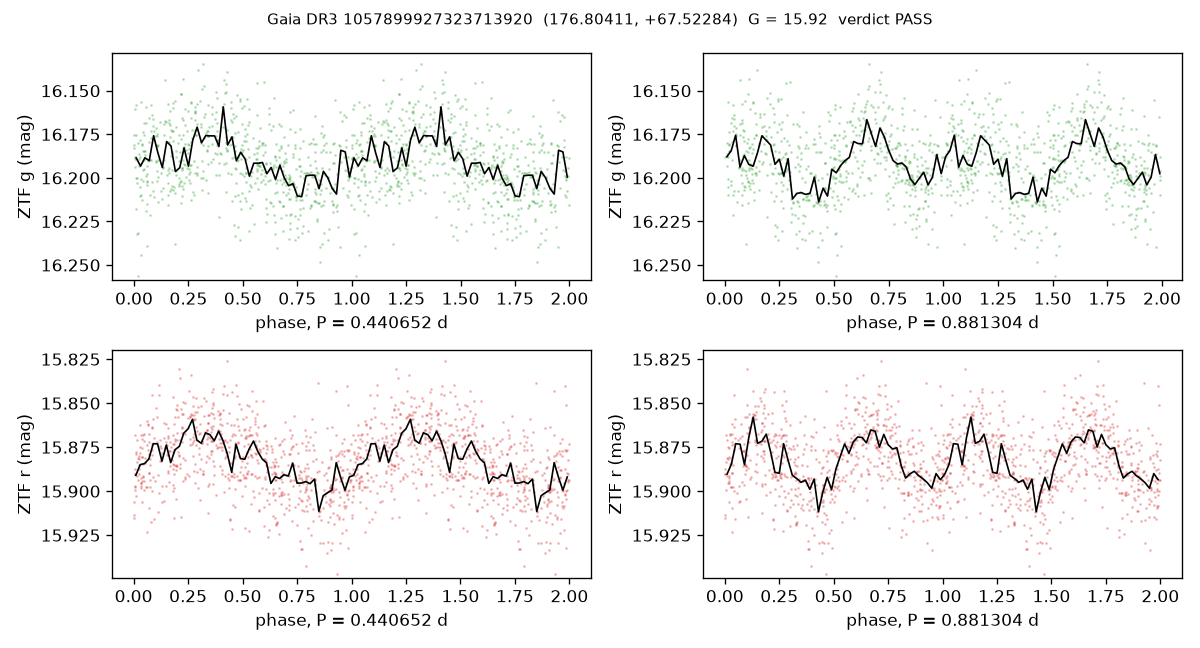 Gaia DR3 1057899927323713920 (176.80411, +67.52284) G = 15.92 verdict PASS
ZTF g (mag)
16.150
16.175
16.200
16.225
16.250
0.00 0.25 0.50 0.75 1.00 1.25 1.50 1.75 2.00
phase, P = 0.440652 d
ZTF g (mag)
16.150
16.175
16.200
16.225
16.250
0.00 0.25 0.50 0.75 1.00 1.25 1.50 1.75 2.00
phase, P = 0.881304 d
ZTF r (mag)
15.825
15.850
15.875
15.900
15.925
0.00 0.25 0.50 0.75 1.00 1.25 1.50 1.75 2.00
phase, P = 0.440652 d
ZTF r (mag)
15.825
15.850
15.875
15.900
15.925
0.00 0.25 0.50 0.75 1.00 1.25 1.50 1.75 2.00
phase, P = 0.881304 d